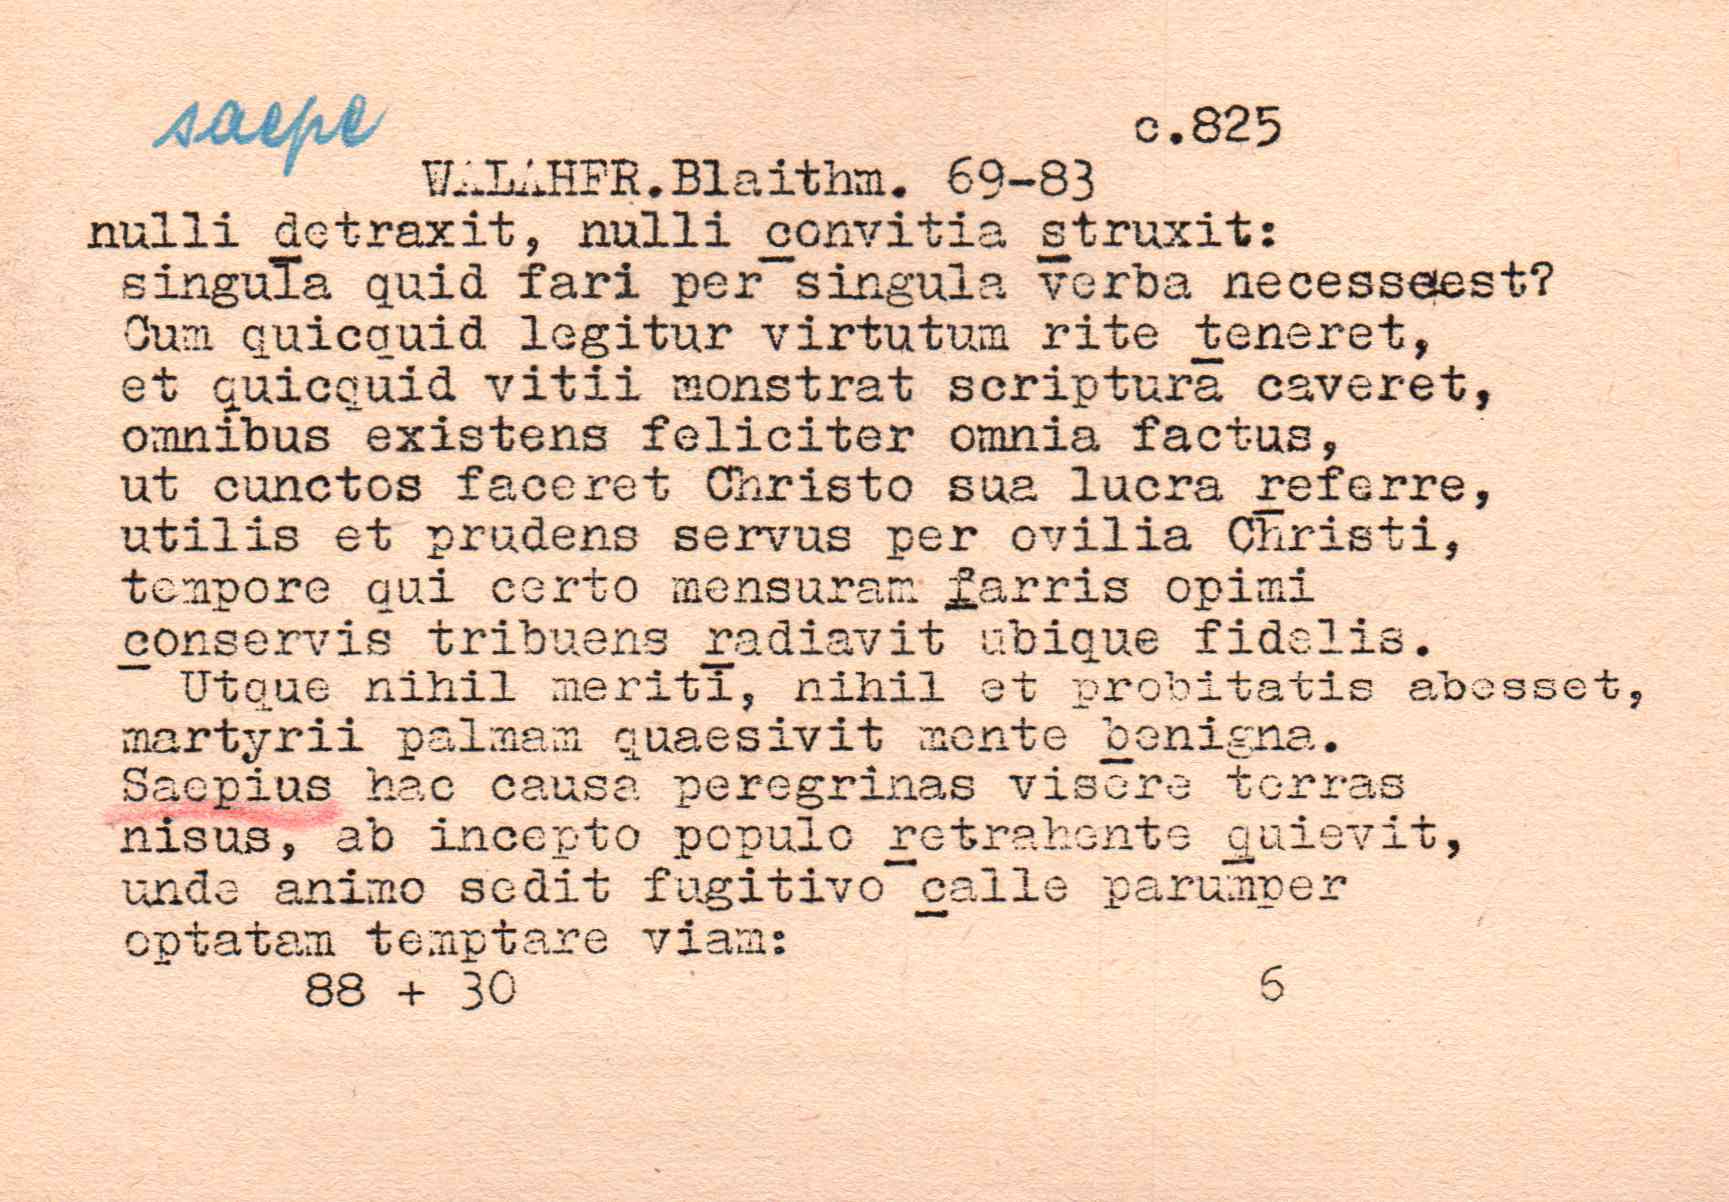 saepe
c.825
WALAHFR.Blaithm. 69-83
nulli detraxit, nulli convitia struxit:
singula quid fari per singula verba necesseest?
Cum quicquid legitur virtutum rite teneret,
et quicquid vitii monstrat scriptura caveret,
omnibus existens feliciter omnia factus,
ut cunctos faceret Christo sua lucra referre,
utilis et prudens servus per ovilia Christi,
tempore qui certo mensuram farris opimi
conservis tribuens radiavit ubique fidelis.
Utque nihil meriti, nihil et probitatis abesset,
martyrii palmam quaesivit mente benigna.
Saepius hac causa peregrinas visere terras
nisus, ab incepto populo retrahente quievit,
unde animo sedit fugitivo calle parumper
optatam temptare viam:
88 + 30 6